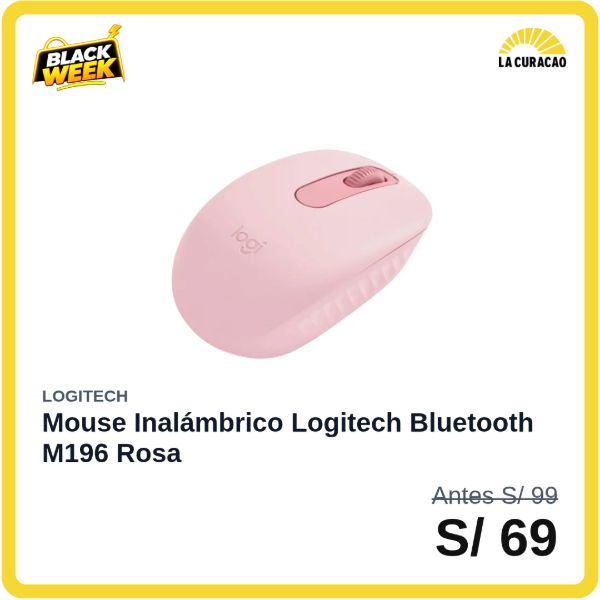 BLACK
WEEK
LA CURACAO
logi
LOGITECH
Mouse Inalámbrico Logitech Bluetooth
M196 Rosa
Antes S/ 99
S/ 69